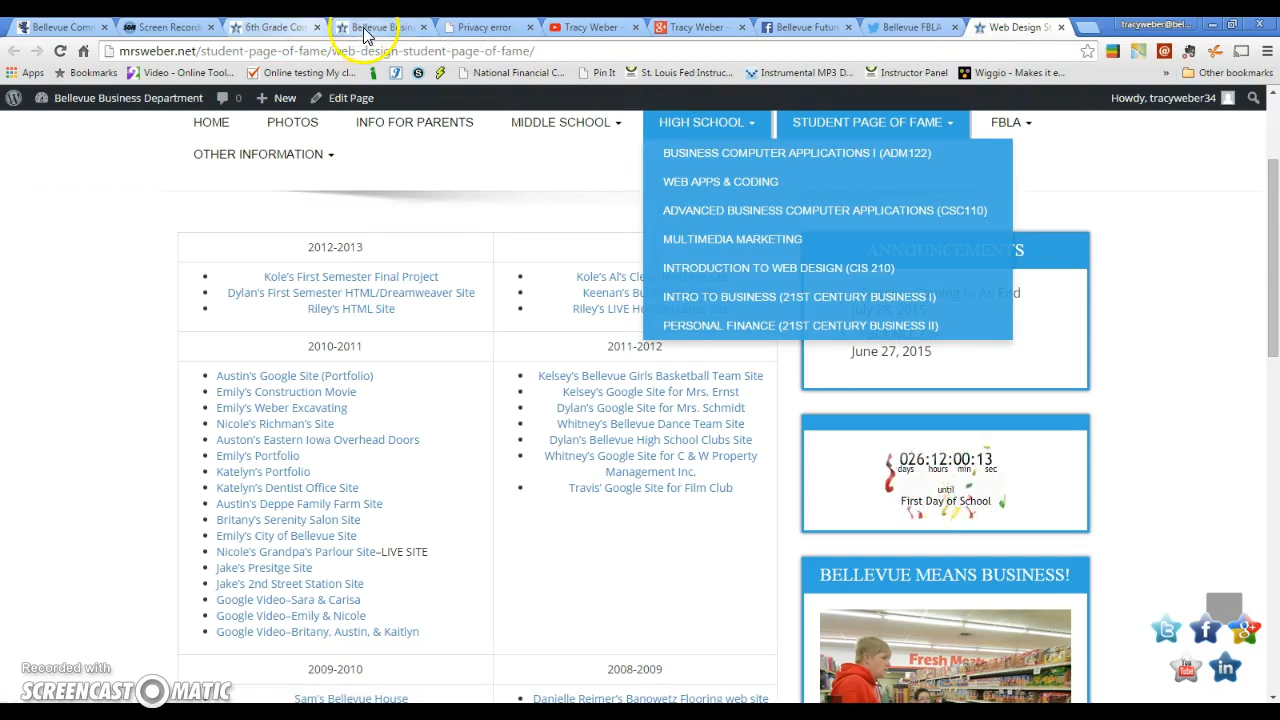 Bellevue Comm
Screen Record
6th Grade Co
Bellevue Busin
Privacy error
Tracy Weber -
Tracy Weber -
Bellevue Futur
Bellevue FBLA
Web Design S
tracyweber@bel...
mrsweber.net/student-page-of-fame/web-design-student-page-of-fame/
Apps
Bookmarks
Video - Online Tool...
Online testing My cl...
National Financial C...
Pin It
St. Louis Fed Instruc...
Instrumental MP3 D...
Instructor Panel
Wiggio - Makes it e...
»
Other bookmarks
Bellevue Business Department
0
New
Edit Page
Howdy, tracyweber34
HOME
PHOTOS
INFO FOR PARENTS
MIDDLE SCHOOL
HIGH SCHOOL
STUDENT PAGE OF FAME
FBLA
OTHER INFORMATION
BUSINESS COMPUTER APPLICATIONS I (ADM122)
WEB APPS & CODING
ADVANCED BUSINESS COMPUTER APPLICATIONS (CSC110)
MULTIMEDIA MARKETING
INTRODUCTION TO WEB DESIGN (CIS 210)
INTRO TO BUSINESS (21ST CENTURY BUSINESS I)
PERSONAL FINANCE (21ST CENTURY BUSINESS II)
2012-2013
Kole's First Semester Final Project
Dylan's First Semester HTML/Dreamweaver Site
Riley's HTML Site
Kole's Al's Cle
Keenan's Bu
Riley's LIVE Ho
2010-2011
Austin's Google Site (Portfolio)
Emily's Construction Movie
Emily's Weber Excavating
Nicole's Richman's Site
Auston's Eastern Iowa Overhead Doors
Emily's Portfolio
Katelyn's Portfolio
Katelyn's Dentist Office Site
Austin's Deppe Family Farm Site
Britany's Serenity Salon Site
Emily's City of Bellevue Site
Nicole's Grandpa's Parlour Site–LIVE SITE
Jake's Presitge Site
Jake's 2nd Street Station Site
Google Video–Sara & Carisa
Google Video–Emily & Nicole
Google Video–Britany, Austin, & Kaitlyn
2011-2012
Kelsey's Bellevue Girls Basketball Team Site
Kelsey's Google Site for Mrs. Ernst
Dylan's Google Site for Mrs. Schmidt
Whitney's Bellevue Dance Team Site
Dylan's Bellevue High School Clubs Site
Whitney's Google Site for C & W Property
Management Inc.
Travis' Google Site for Film Club
2009-2010
Sam's Bellevue House
2008-2009
Danielle Reimer's Banowetz Flooring web site
ANNOUNCEMENTS
to An End
July 28, 2015
June 27, 2015
026:12:00:13
days hours min sec
until
First Day of School
BELLEVUE MEANS BUSINESS!
Fresh Meat
Recorded with
SCREENCAST-O-MATIC